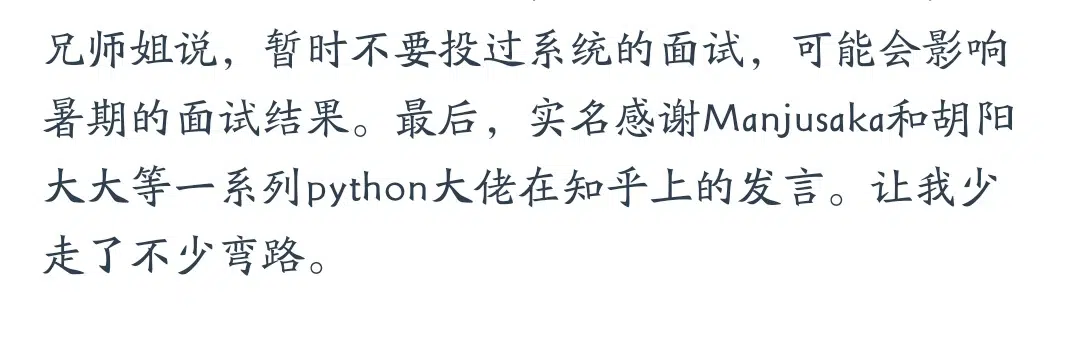 兄师姐说，暂时不要投过系统的面试，可能会影响
暑期的面试结果。最后，实名感谢Manjusaka和胡阳
大大等一系列python大佬在知乎上的发言。让我少
走了不少弯路。